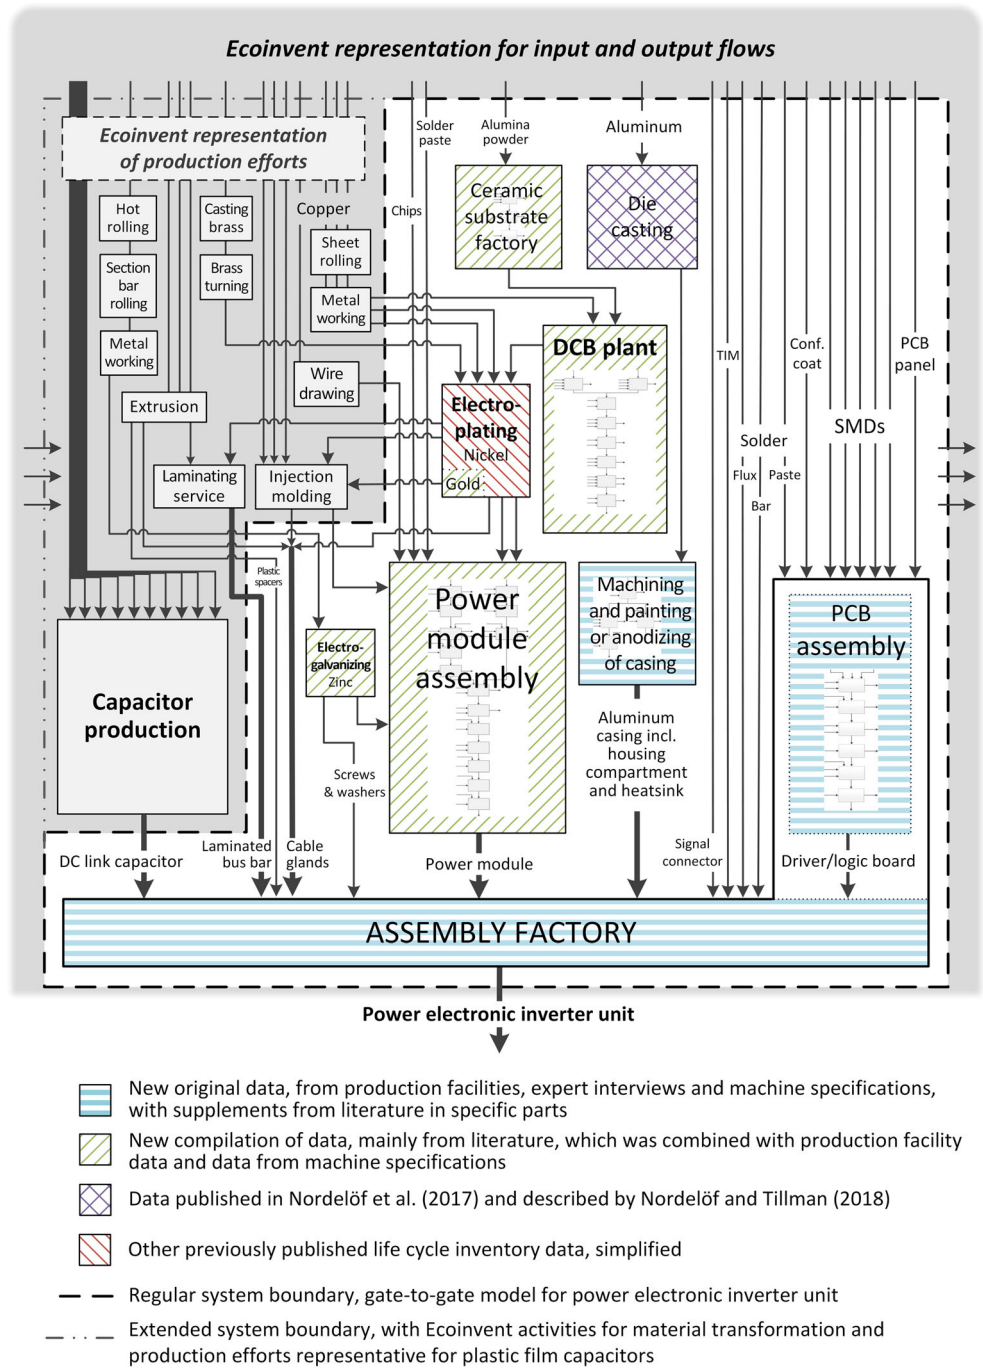 Ecoinvent representation for input and output flows
Ecoinvent representation
of production efforts
Solder
paste
Alumina
powder
Aluminum
Hot
rolling
Casting
brass
Copper
Chips
Ceramic
substrate
factory
Die
casting
Sheet
rolling
Section
bar
rolling
Brass
turning
Metal
working
Metal
working
Wire
drawing
DCB plant
TIM
Conf.
coat
PCB
panel
Extrusion
Electro-
plating
Nickel
Gold
SMDs
Solder
Flux
Paste
Bar
Laminating
service
Injection
molding
Plastic
spacers
Power
module
assembly
Machining
and painting
or anodizing
of casing
PCB
assembly
Electro-
galvanizing
Zinc
Capacitor
production
Aluminum
casing incl.
housing
compartment
and heatsink
Screws
& washers
DC link capacitor
Laminated
bus bar
Cable
glands
Power module
Signal
connector
Driver/logic board
ASSEMBLY FACTORY
Power electronic inverter unit
New original data, from production facilities, expert interviews and machine specifications,
with supplements from literature in specific parts
New compilation of data, mainly from literature, which was combined with production facility
data and data from machine specifications
Data published in Nordelöf et al. (2017) and described by Nordelöf and Tillman (2018)
Other previously published life cycle inventory data, simplified
Regular system boundary, gate-to-gate model for power electronic inverter unit
Extended system boundary, with Ecoinvent activities for material transformation and
production efforts representative for plastic film capacitors